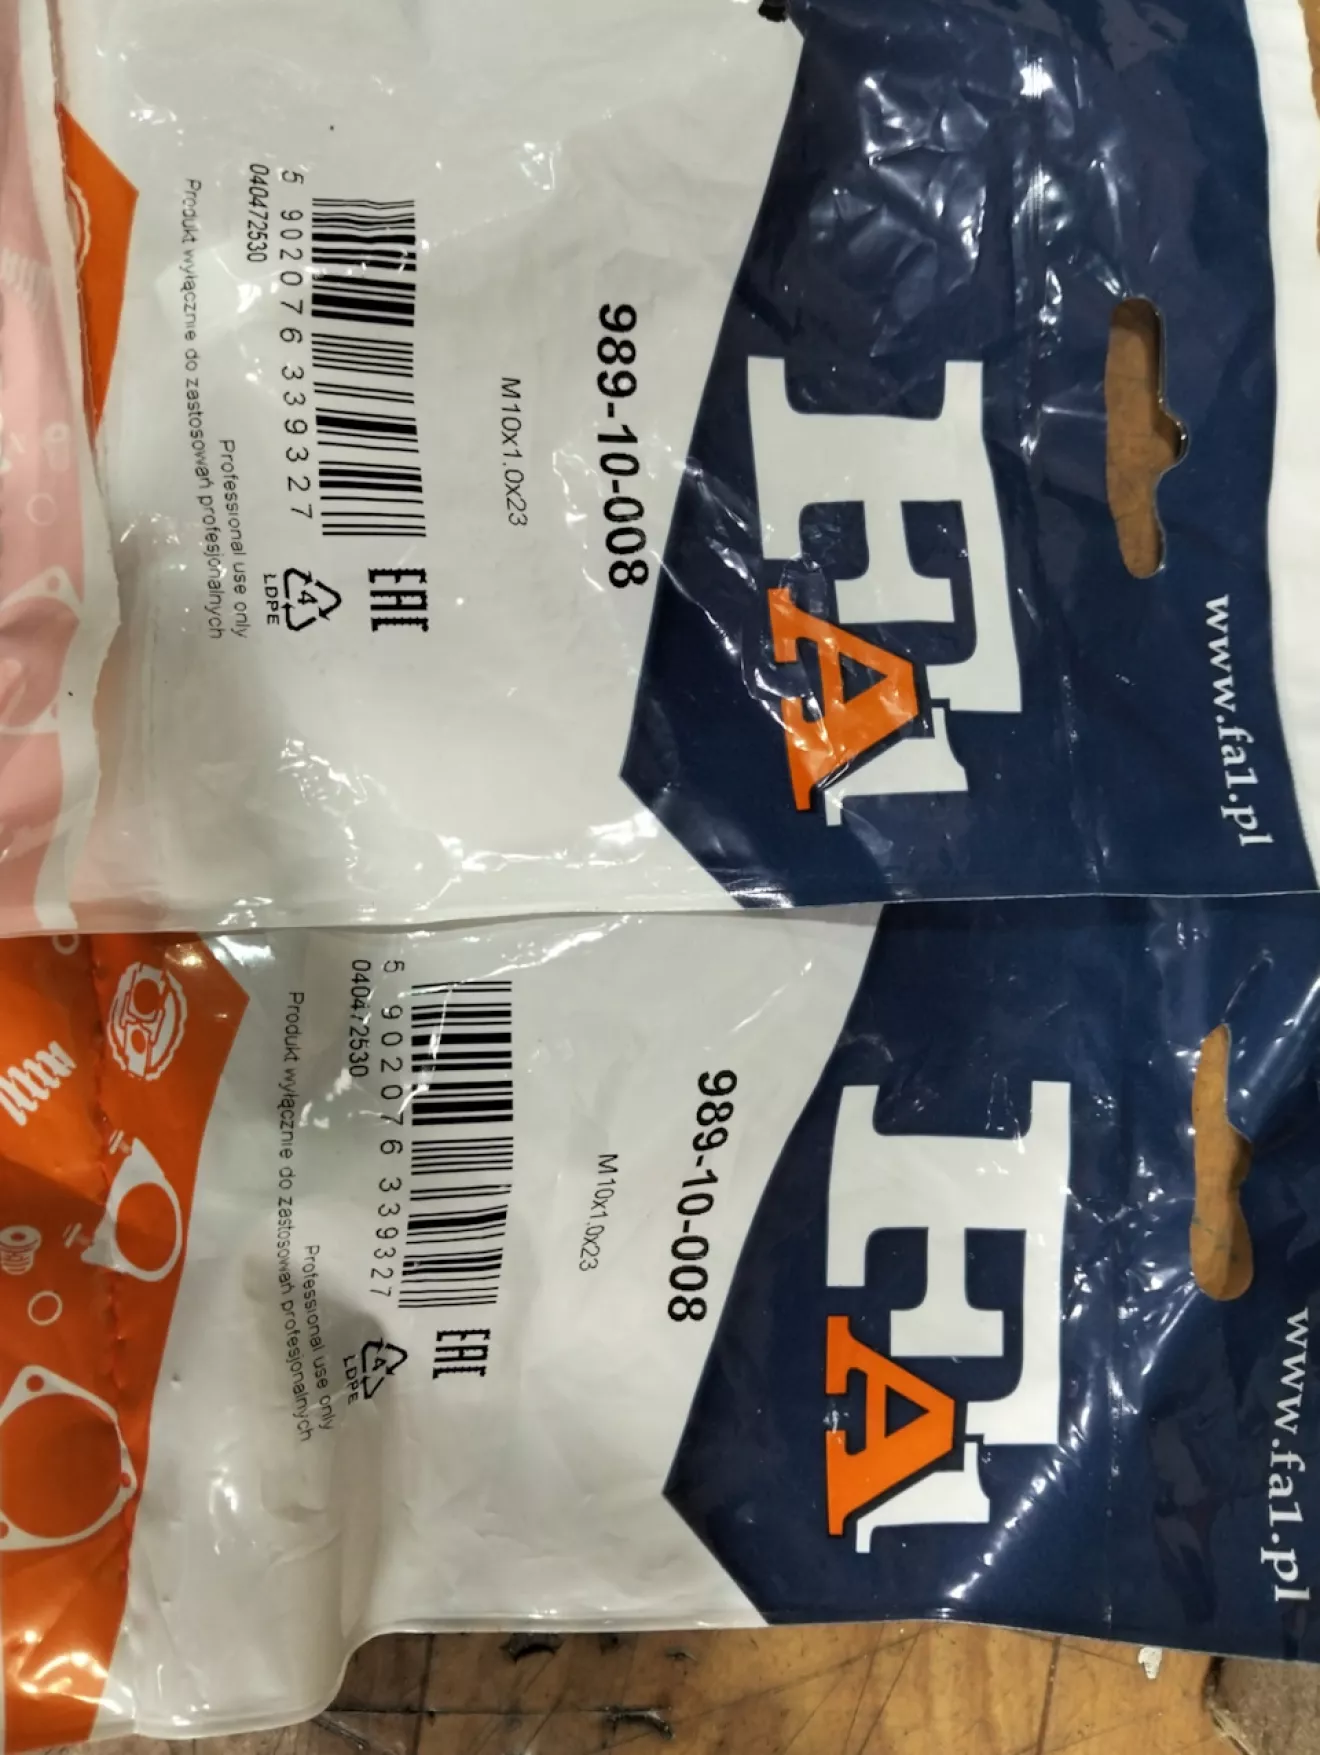 www.fa1.pl
FA1
989-10-008
M10x1.0x23
EAC
5 902076 339327
040472530
4
LDPE
Professional use only
Produkt wyłącznie do zastosowań profesjonalnych
www.fa1.pl
FA1
989-10-008
M10x1.0x23
EAC
5 902076 339327
040472530
4
LDPE
Professional use only
Produkt wyłącznie do zastosowań profesjonalnych